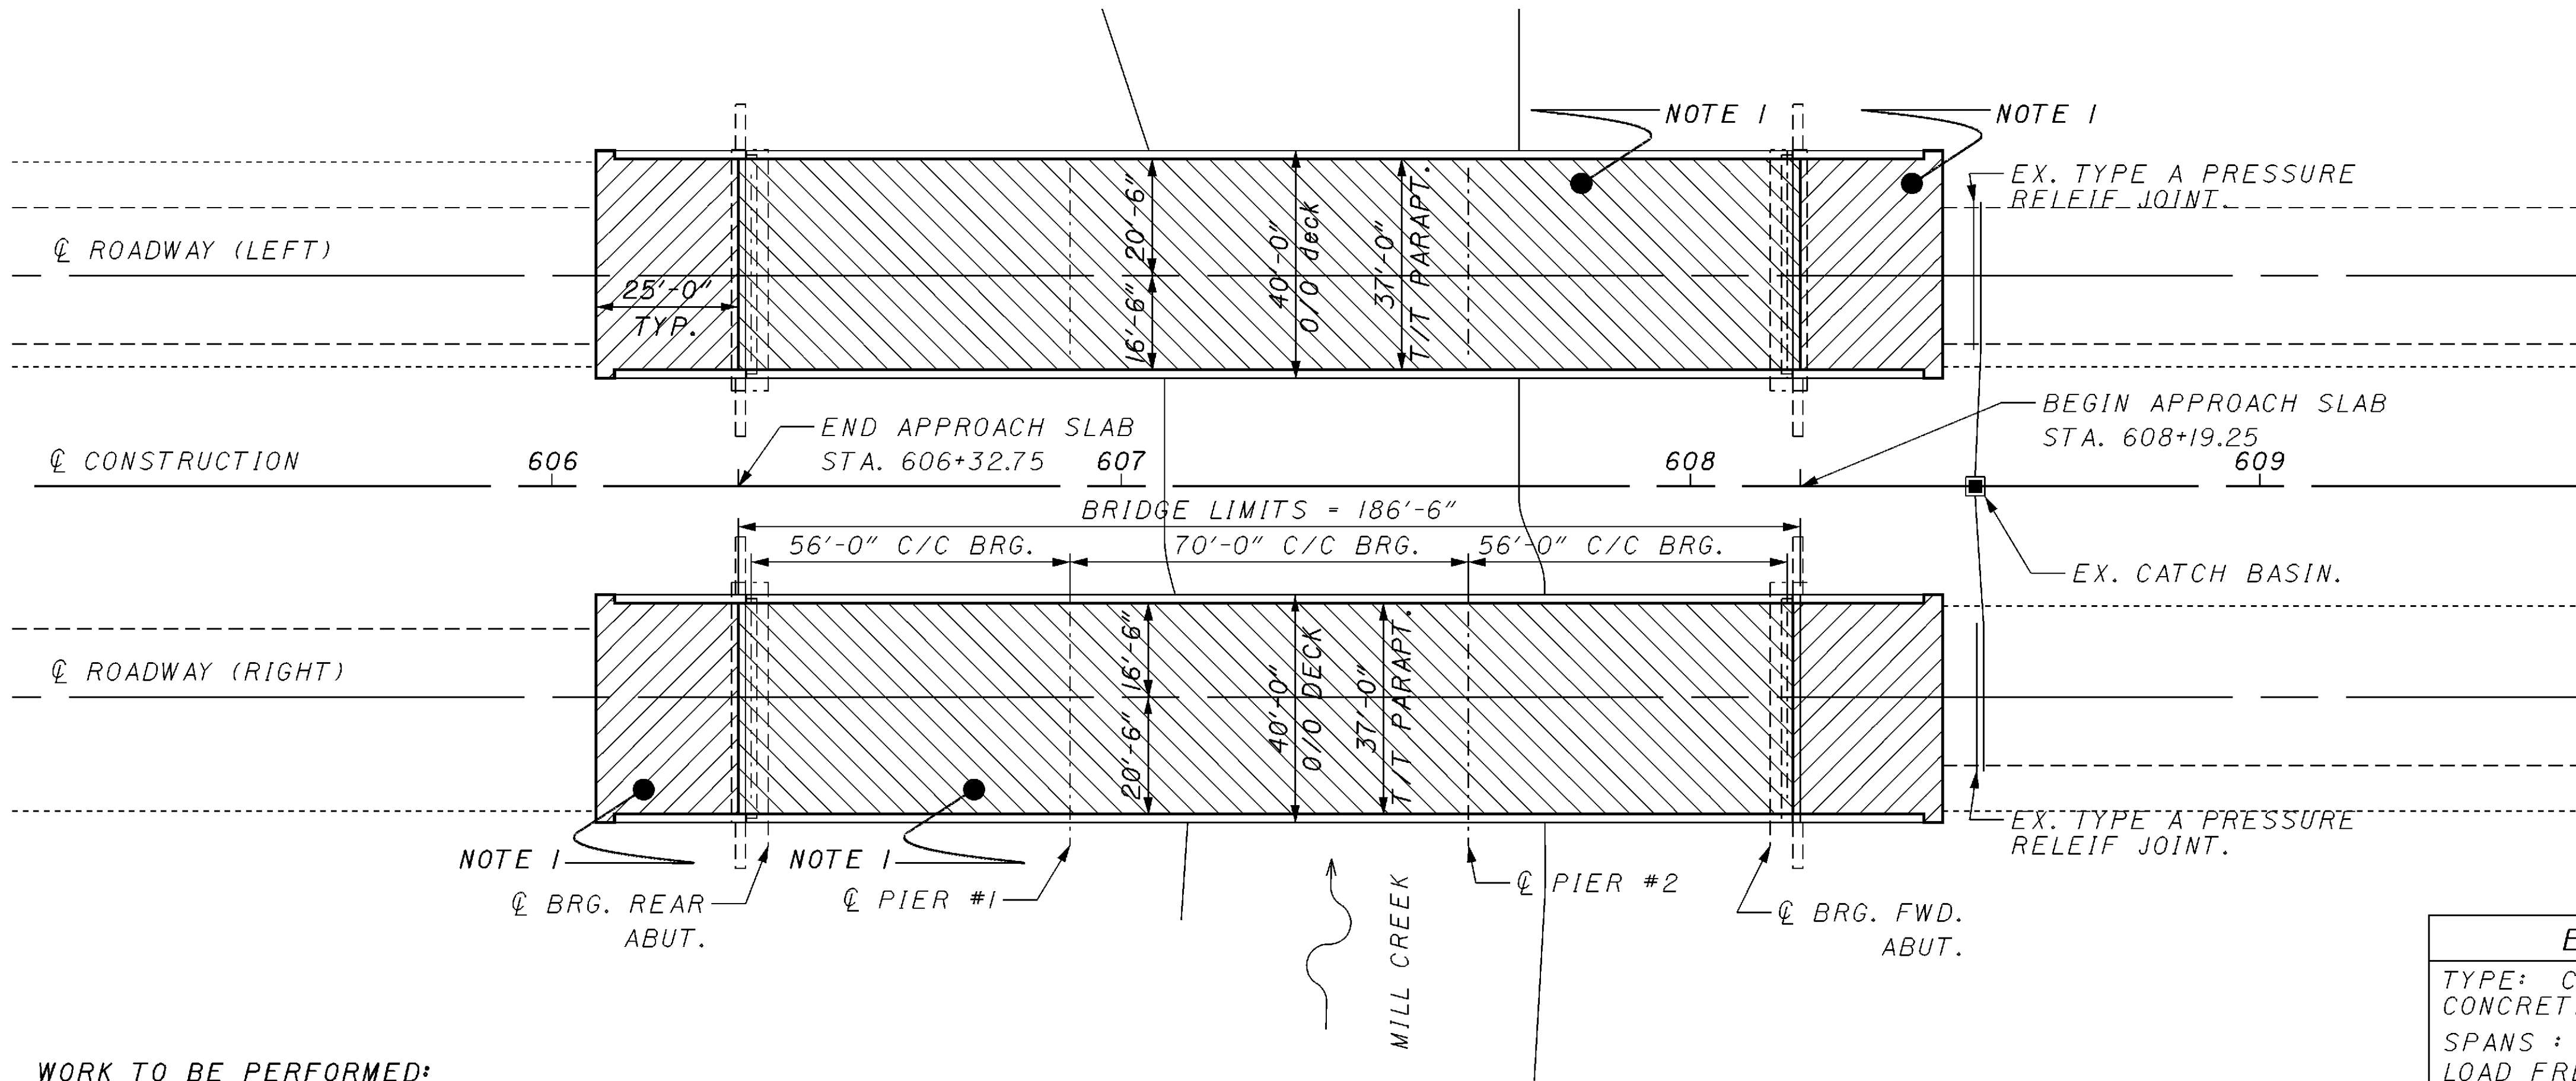 NOTE 1
NOTE 1
EX. TYPE A PRESSURE
RELEIF JOINT.
℄ ROADWAY (LEFT)
25'-0"
TYP.
20'-6"
16'-6"
40'-0"
O/O deck
37'-0"
T/T PARAPT.
END APPROACH SLAB
STA. 606+32.75
BEGIN APPROACH SLAB
STA. 608+19.25
℄ CONSTRUCTION
606
607
608
609
BRIDGE LIMITS = 186'-6"
56'-0" C/C BRG.
70'-0" C/C BRG.
56'-0" C/C BRG.
EX. CATCH BASIN.
℄ ROADWAY (RIGHT)
16'-6"
20'-6"
40'-0"
O/O DECK
37'-0"
T/T PARAPT.
EX. TYPE A PRESSURE
RELEIF JOINT.
NOTE 1
NOTE 1
℄ BRG. REAR
ABUT.
℄ PIER #1
MILL CREEK
℄ PIER #2
℄ BRG. FWD.
ABUT.
WORK TO BE PERFORMED:
E
TYPE: C
CONCRET
SPANS :
LOAD FRE